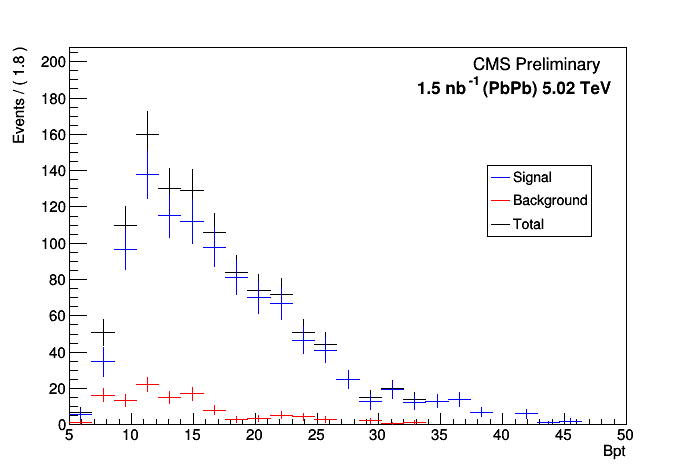 CMS Preliminary
1.5 nb-1 (PbPb) 5.02 TeV
Events / ( 1.8 )
200
180
160
140
120
100
80
60
40
20
0
Signal
Background
Total
5 10 15 20 25 30 35 40 45 50
Bpt